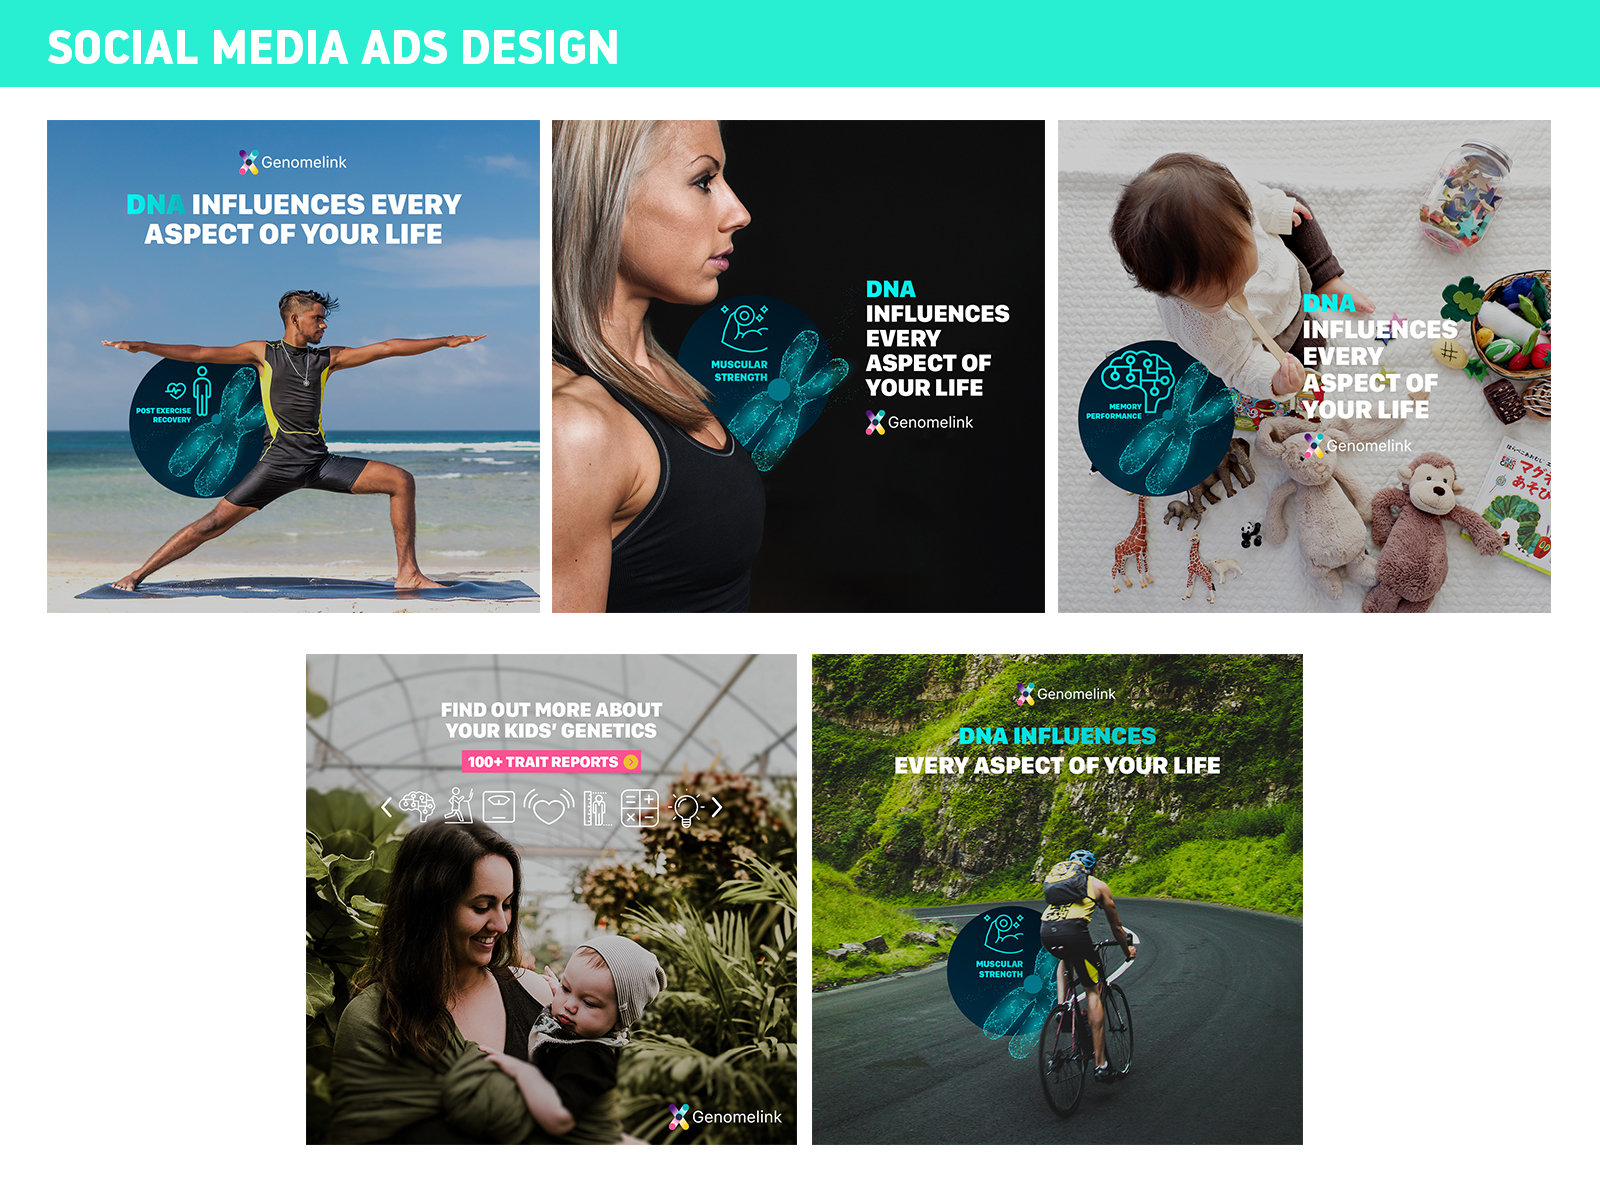 SOCIAL MEDIA ADS DESIGN
Genomelink
DNA INFLUENCES EVERY
ASPECT OF YOUR LIFE
POST EXERCISE
RECOVERY
MUSCULAR
STRENGTH
DNA
INFLUENCES
EVERY
ASPECT OF
YOUR LIFE
Genomelink
MEMORY
PERFORMANCE
DNA
INFLUENCES
EVERY
ASPECT OF
YOUR LIFE
Genomelink
FIND OUT MORE ABOUT
YOUR KIDS' GENETICS
100+ TRAIT REPORTS
Genomelink
Genomelink
DNA INFLUENCES
EVERY ASPECT OF YOUR LIFE
MUSCULAR
STRENGTH